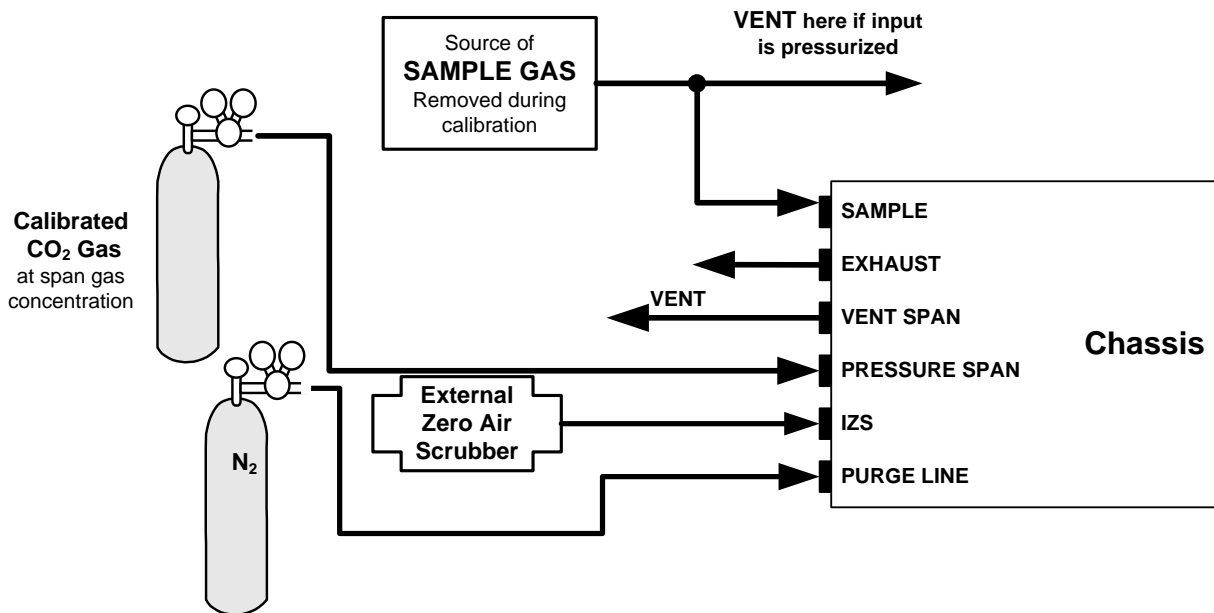 Source of
SAMPLE GAS
Removed during
calibration
VENT here if input
is pressurized
Calibrated
CO₂ Gas
at span gas
concentration
N₂
External
Zero Air
Scrubber
VENT
SAMPLE
EXHAUST
VENT SPAN
PRESSURE SPAN
IZS
PURGE LINE
Chassis